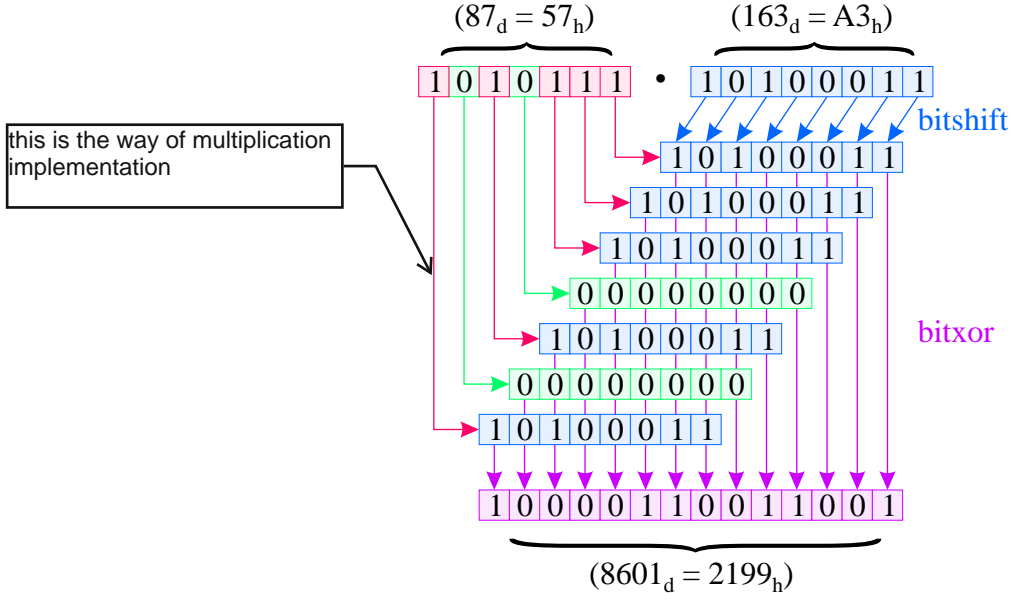 (87d = 57h) (163d = A3h)
1 0 1 0 1 1 1 · 1 0 1 0 0 0 1 1
bitshift
this is the way of multiplication
implementation
1 0 1 0 0 0 1 1
1 0 1 0 0 0 1 1
1 0 1 0 0 0 1 1
0 0 0 0 0 0 0 0
1 0 1 0 0 0 1 1
bitxor
0 0 0 0 0 0 0 0
1 0 1 0 0 0 1 1
1 0 0 0 0 1 1 0 0 1 1 0 0 1
(8601d = 2199h)